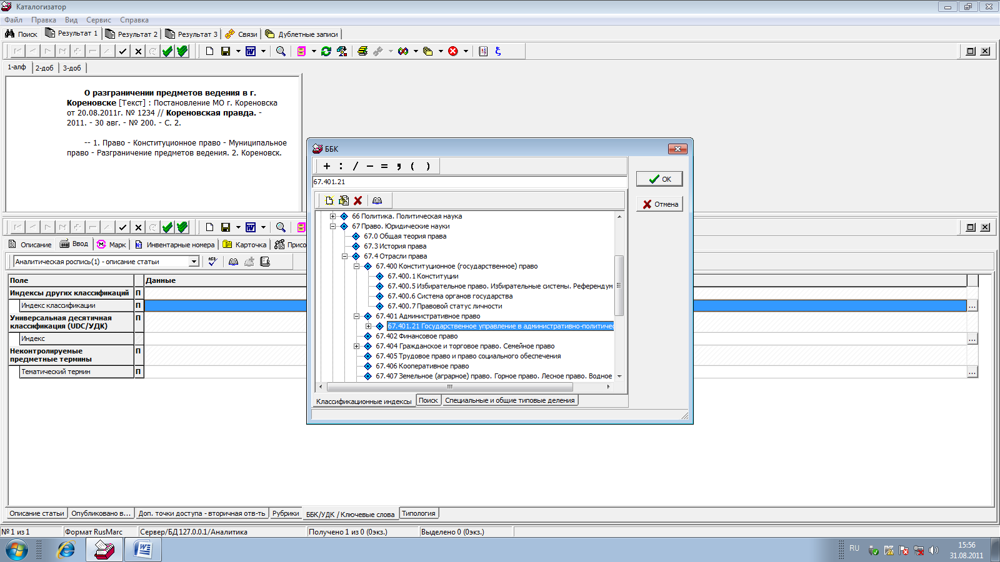 Каталогизатор
Файл Правка Вид Сервис Справка
Поиск Результат 1 Результат 2 Результат 3 Связи Дублетные записи
1-алф 2-доб 3-доб
О разграничении предметов ведения в г.
Кореновске [Текст] : Постановление МО г. Кореновска
от 20.08.2011г. № 1234 // Кореновская правда. -
2011. - 30 авг. - № 200. - С. 2.
-- 1. Право - Конституционное право - Муниципальное
право - Разграничение предметов ведения. 2. Кореновск.
Описание Ввод Марк Инвентарные номера Карточка Присо
Аналитическая роспись(1) - описание статьи
Поле Данные
Индексы других классификаций П
Индекс классификации П ...
Универсальная десятичная
классификация (UDC/УДК) П
Индекс ...
Неконтролируемые
предметные термины П
Тематический термин П ...
ББК
+ : / - = ; ( )
67.401.21
OK
Отмена
66 Политика. Политическая наука
67 Право. Юридические науки
67.0 Общая теория права
67.3 История права
67.4 Отрасли права
67.400 Конституционное (государственное) право
67.400.1 Конституции
67.400.5 Избирательное право. Избирательные системы. Референдум
67.400.6 Система органов государства
67.400.7 Правовой статус личности
67.401 Административное право
67.401.21 Государственное управление в административно-политичес
67.402 Финансовое право
67.404 Гражданское и торговое право. Семейное право
67.405 Трудовое право и право социального обеспечения
67.406 Кооперативное право
67.407 Земельное (аграрное) право. Горное право. Лесное право. Водное
Классификационные индексы Поиск Специальные и общие типовые деления
Описание статьи Опубликовано в... Доп. точки доступа - вторичная отв-ть Рубрики ББК/УДК / Ключевые слова Типология
№ 1 из 1 Формат RusMarc Сервер/БД 127.0.0.1/Аналитика Получено 1 из 0 (0экз.) Выделено 0 (0экз.)
RU 15:56
31.08.2011